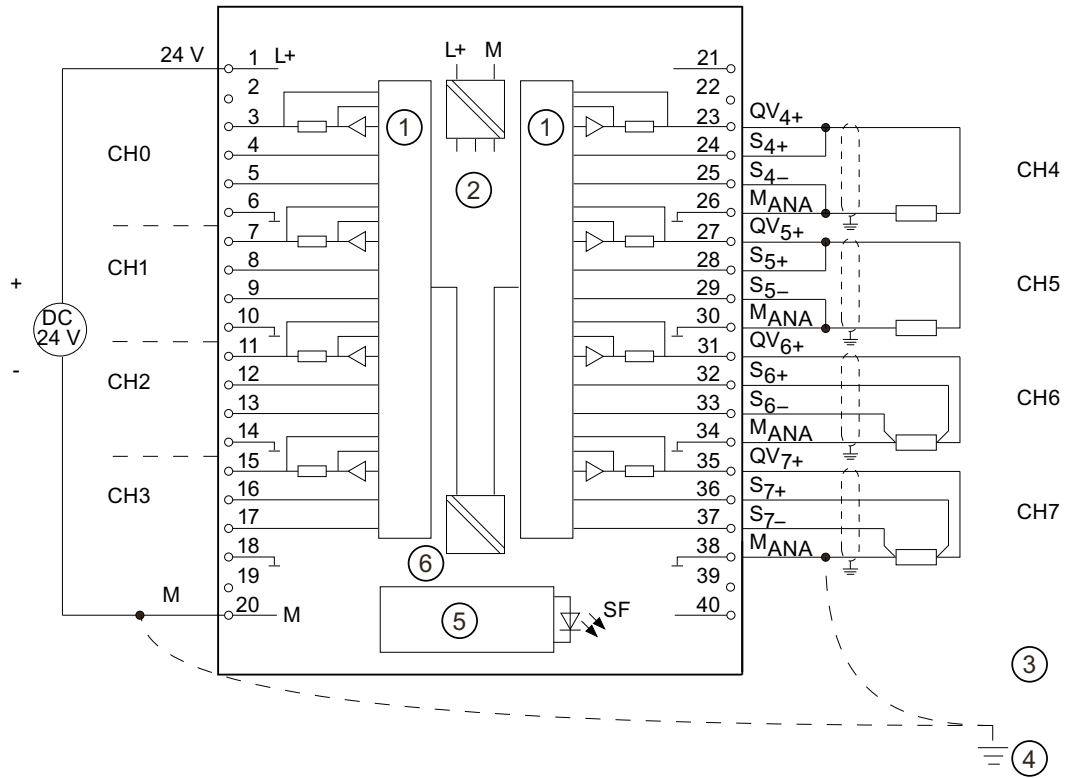 24 V
1 L+
2
3
4
5
6
7
8
9
10
11
12
13
14
15
16
17
18
19
20 M
M
CH0
CH1
CH2
CH3
+
DC
24 V
-
L+ M
1
1
2
6
5
SF
21
22
23
24
25
26
27
28
29
30
31
32
33
34
35
36
37
38
39
40
QV4+
S4+
S4–
MANA
QV5+
S5+
S5–
MANA
QV6+
S6+
S6–
MANA
QV7+
S7+
S7–
MANA
CH4
CH5
CH6
CH7
3
4